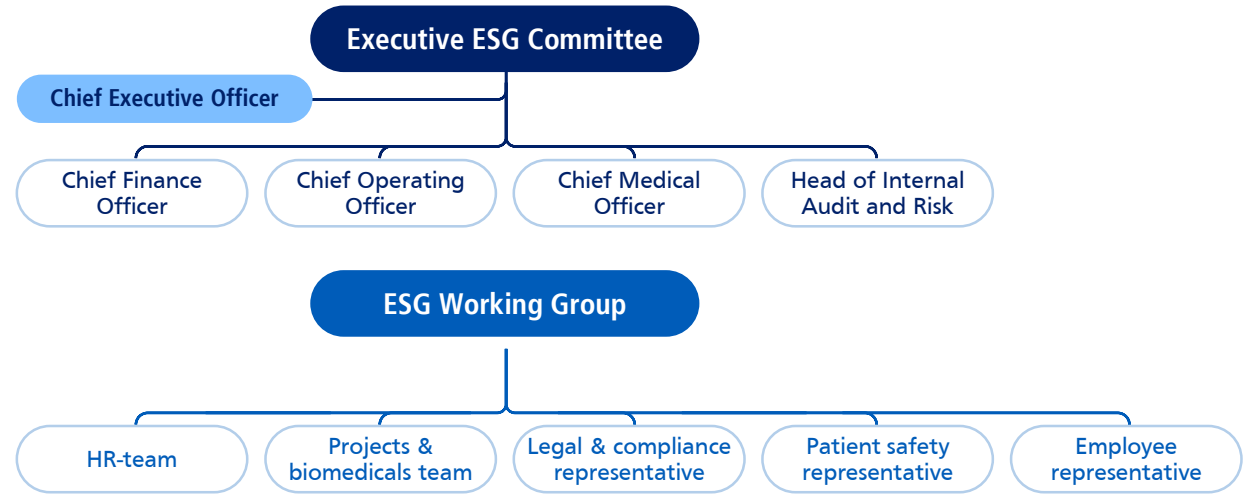 Executive ESG Committee
Chief Executive Officer
Chief Finance
Officer
Chief Operating
Officer
Chief Medical
Officer
Head of Internal
Audit and Risk
ESG Working Group
HR-team
Projects &
biomedicals team
Legal & compliance
representative
Patient safety
representative
Employee
representative